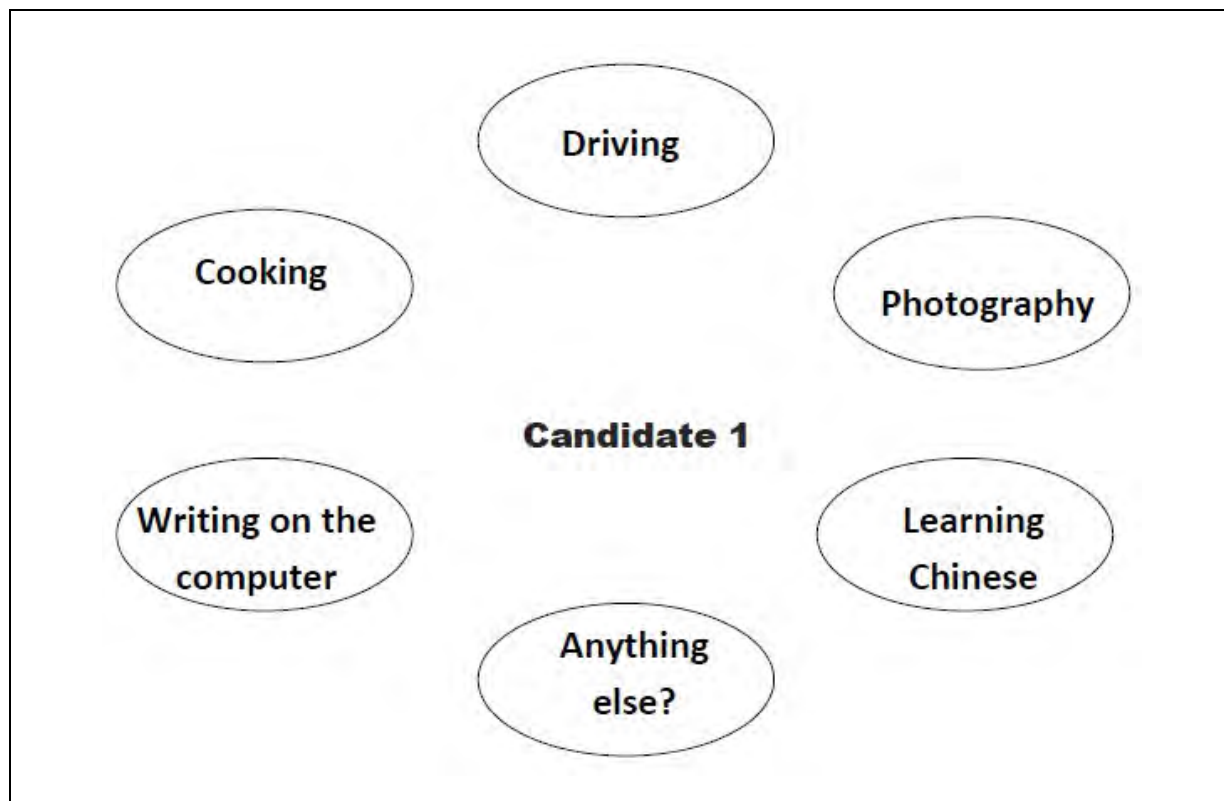 Driving
Cooking
Photography
Candidate 1
Writing on the
computer
Learning
Chinese
Anything
else?